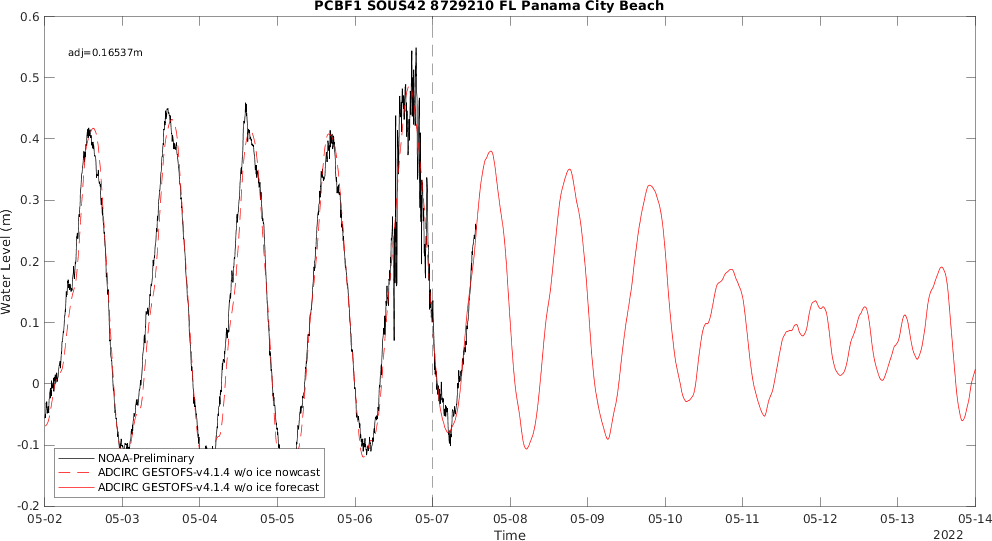 PCBF1 SOUS42 8729210 FL Panama City Beach
adj=0.16537m
0.6
0.5
0.4
0.3
0.2
0.1
0
-0.1
-0.2
Water Level (m)
NOAA-Preliminary
ADCIRC GESTOFS-v4.1.4 w/o ice nowcast
ADCIRC GESTOFS-v4.1.4 w/o ice forecast
05-02 05-03 05-04 05-05 05-06 05-07 05-08 05-09 05-10 05-11 05-12 05-13 05-14
Time
2022